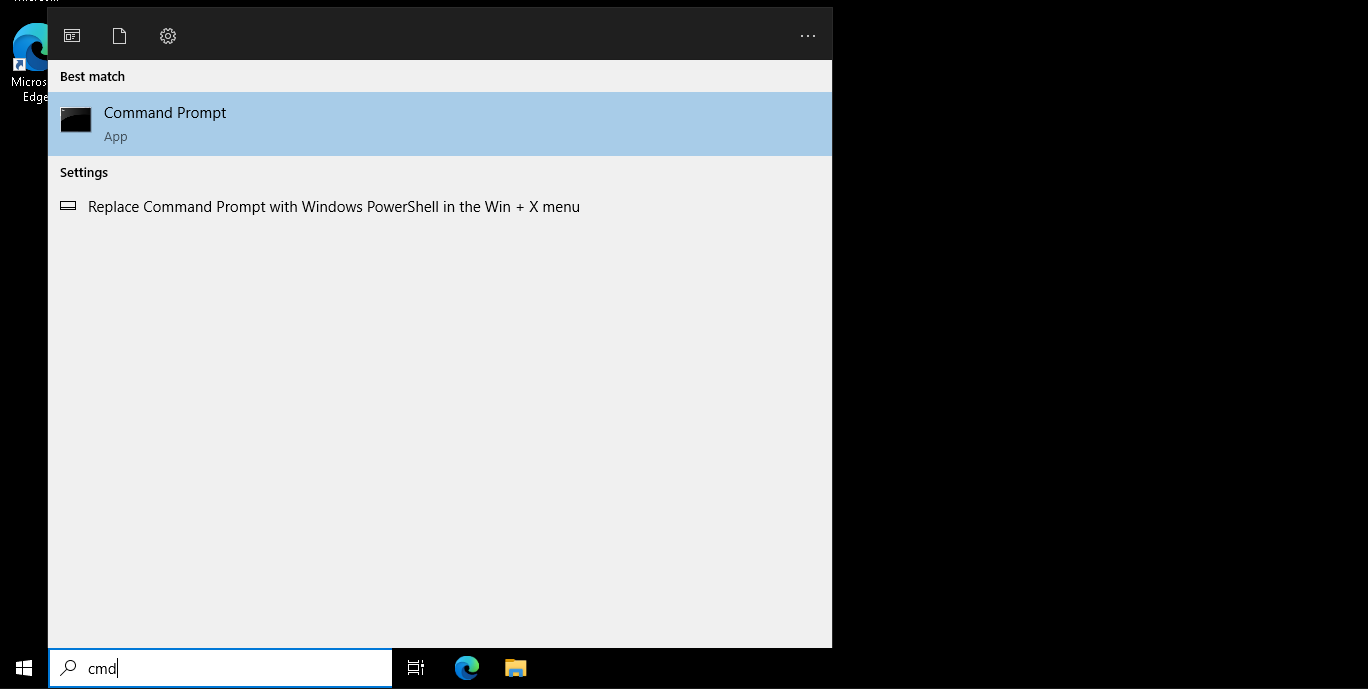 Micros
Edge
Best match
Command Prompt
App
Settings
Replace Command Prompt with Windows PowerShell in the Win + X menu
cmd